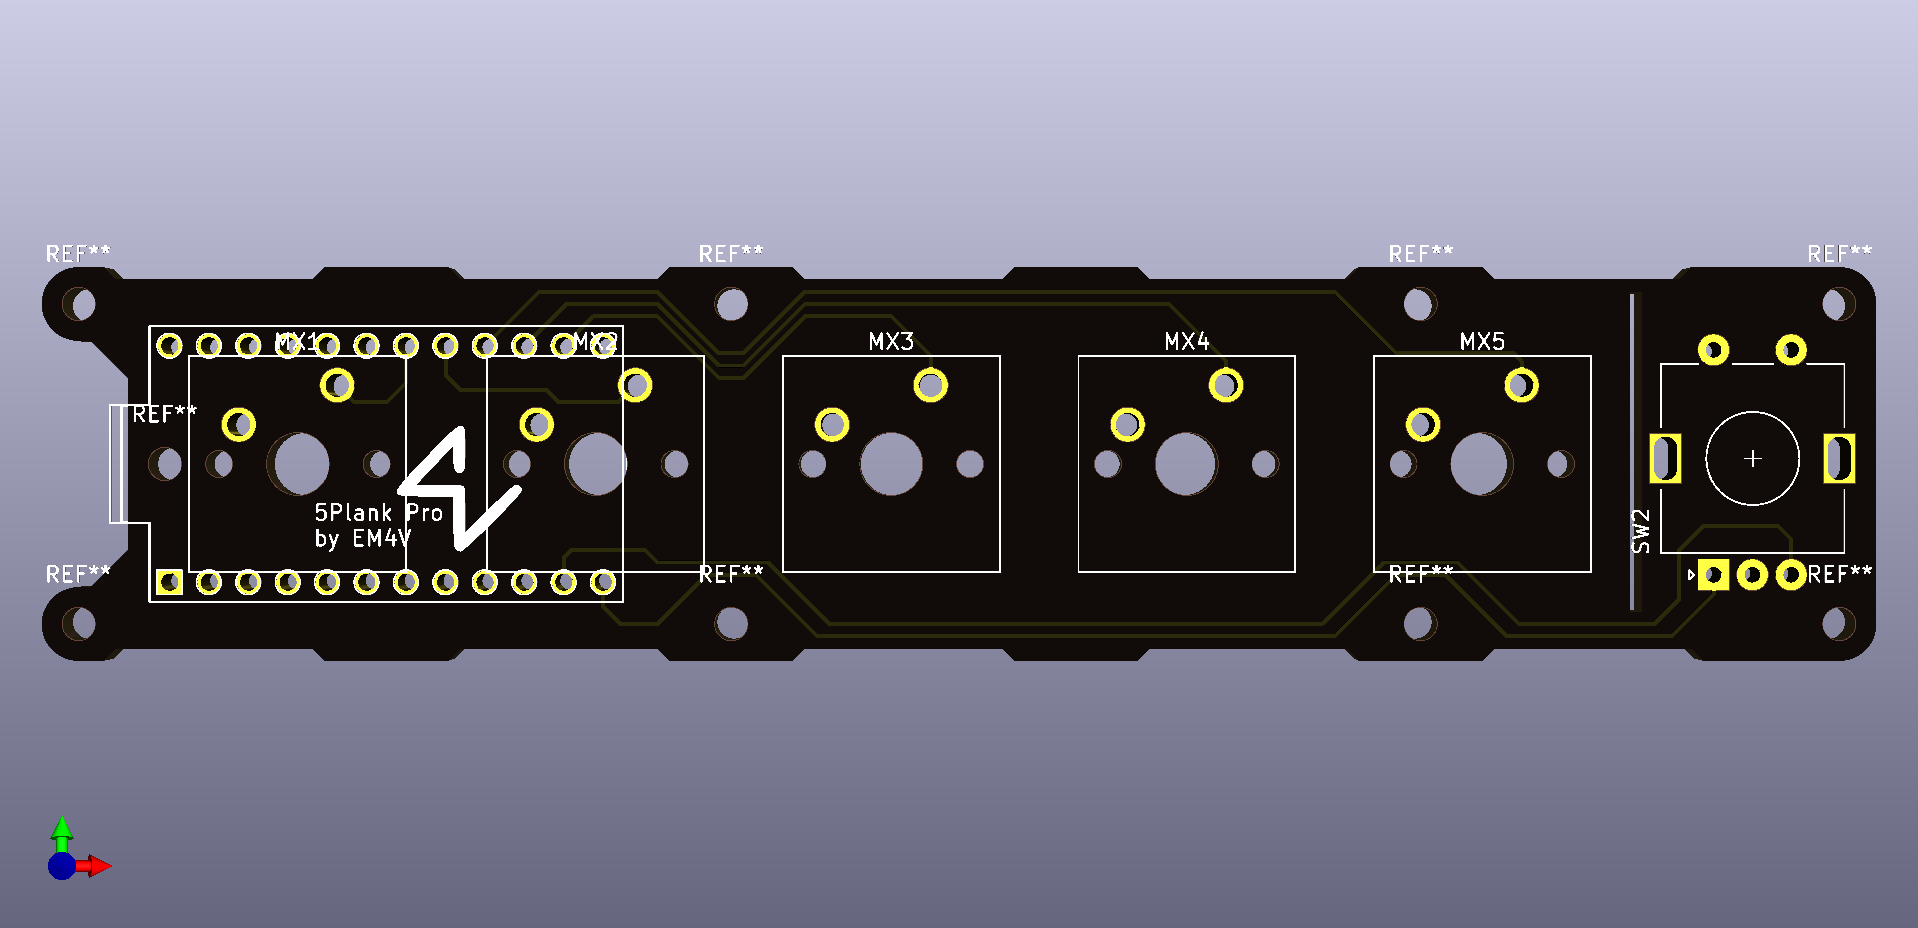 REF** REF** REF** REF**
MX1 MX2 MX3 MX4 MX5
REF**
5Plank Pro
by EM4V
SW2
REF** REF** REF** REF**